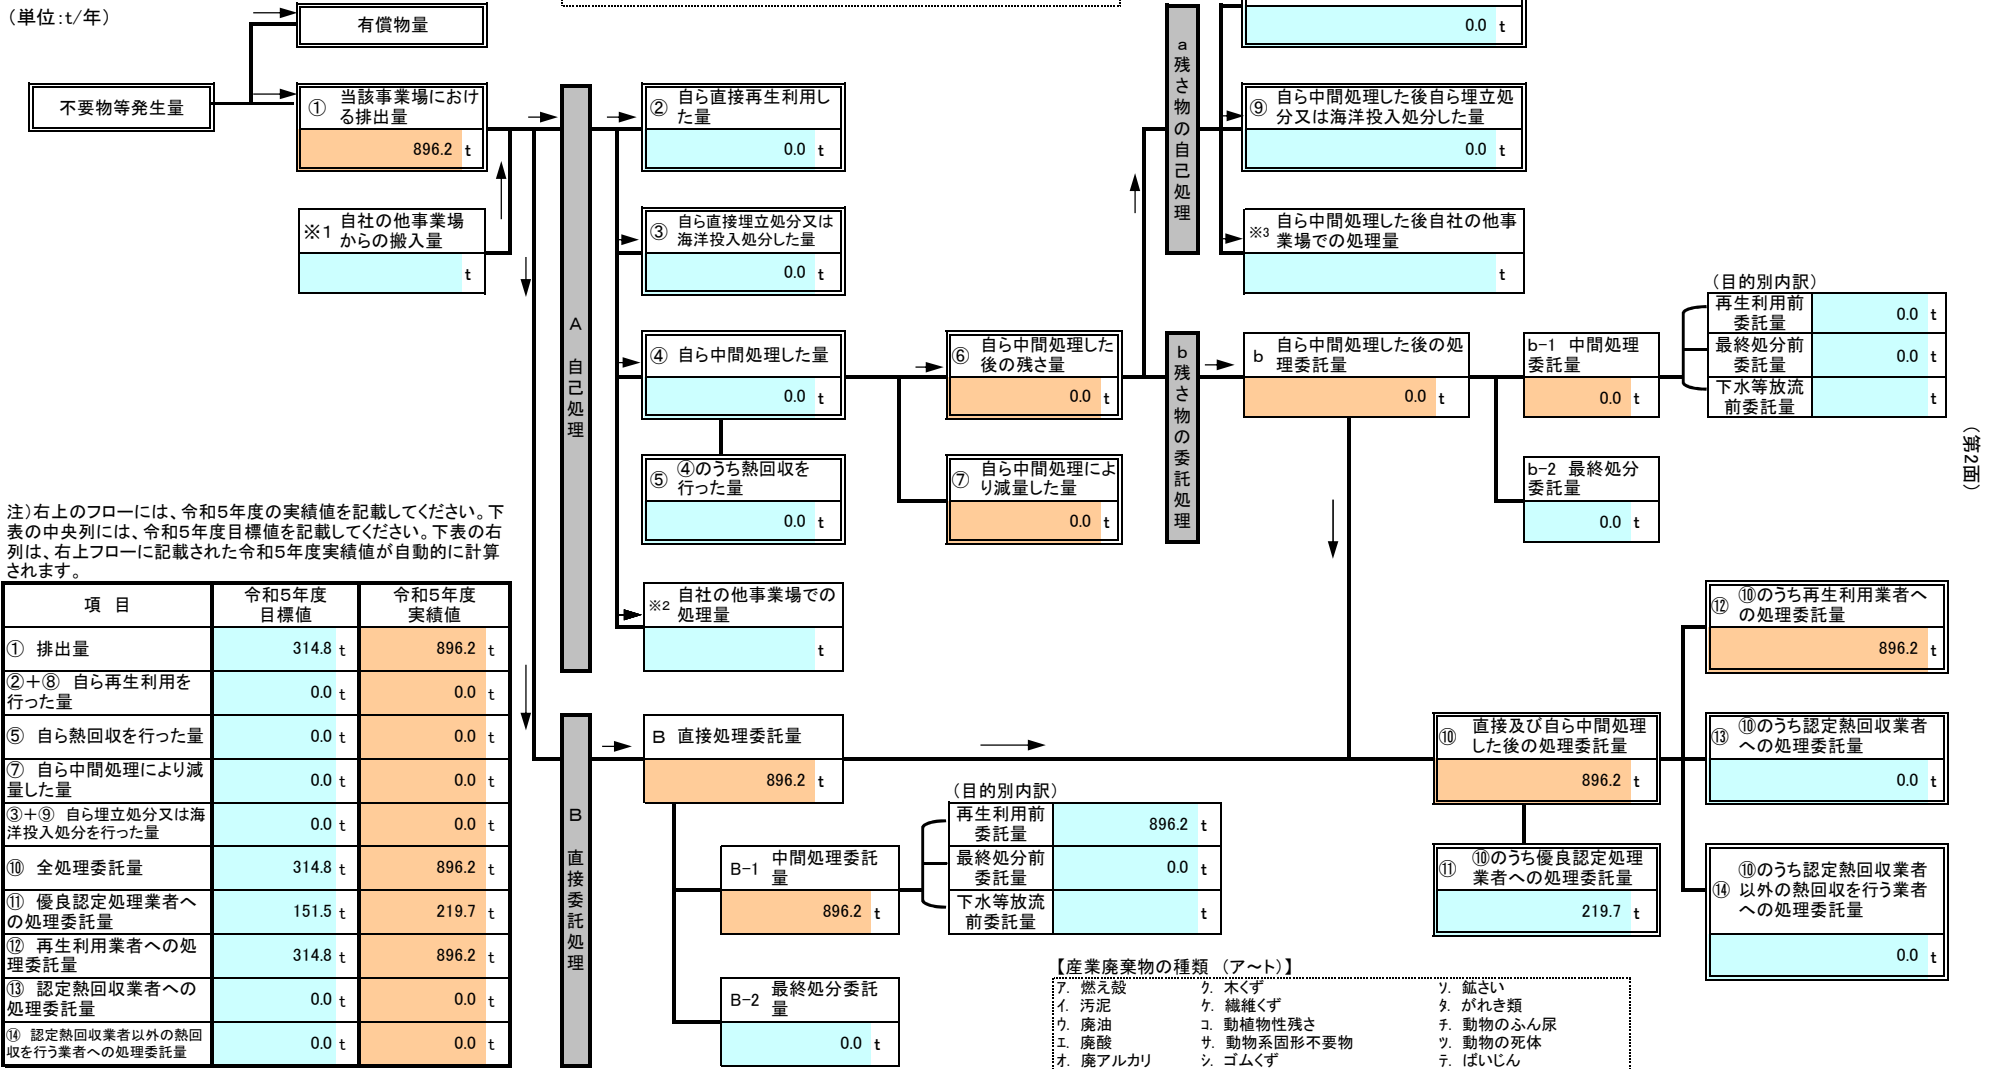 （単位:t/年）
有償物量
不要物等発生量
① 当該事業場におけ
る排出量
896.2 t
※1 自社の他事業場
からの搬入量
t
A 自己処理
② 自ら直接再生利用し
た量
0.0 t
③ 自ら直接埋立処分又は
海洋投入処分した量
0.0 t
④ 自ら中間処理した量
0.0 t
⑤ ④のうち熱回収を
行った量
0.0 t
※2 自社の他事業場での
処理量
t
⑥ 自ら中間処理した
後の残さ量
0.0 t
⑦ 自ら中間処理によ
り減量した量
0.0 t
a 残さ物の自己処理
0.0 t
⑨ 自ら中間処理した後自ら埋立処
分又は海洋投入処分した量
0.0 t
※3 自ら中間処理した後自社の他事
業場での処理量
t
b 残さ物の委託処理
b 自ら中間処理した後の処
理委託量
0.0 t
b-1 中間処理
委託量
0.0 t
b-2 最終処分
委託量
0.0 t
（目的別内訳）
再生利用前
委託量
0.0 t
最終処分前
委託量
0.0 t
下水等放流
前委託量
t
（第2面）
注）右上のフローには、令和5年度の実績値を記載してください。下
表の中央列には、令和5年度目標値を記載してください。下表の右
列は、右上フローに記載された令和5年度実績値が自動的に計算
されます。
項 目 令和5年度 目標値 令和5年度 実績値
① 排出量 314.8 t 896.2 t
②＋⑧ 自ら再生利用を
行った量 0.0 t 0.0 t
⑤ 自ら熱回収を行った量 0.0 t 0.0 t
⑦ 自ら中間処理により減
量した量 0.0 t 0.0 t
③＋⑨ 自ら埋立処分又は海
洋投入処分を行った量 0.0 t 0.0 t
⑩ 全処理委託量 314.8 t 896.2 t
⑪ 優良認定処理業者へ
の処理委託量 151.5 t 219.7 t
⑫ 再生利用業者への処
理委託量 314.8 t 896.2 t
⑬ 認定熱回収業者への
処理委託量 0.0 t 0.0 t
⑭ 認定熱回収業者以外の熱回
収を行う業者への処理委託量 0.0 t 0.0 t
B 直接委託処理
B 直接処理委託量
896.2 t
B-1 中間処理委託
量
896.2 t
B-2 最終処分委託
量
0.0 t
（目的別内訳）
再生利用前
委託量
896.2 t
最終処分前
委託量
0.0 t
下水等放流
前委託量
t
⑩ 直接及び自ら中間処理
した後の処理委託量
896.2 t
⑪ ⑩のうち優良認定処理
業者への処理委託量
219.7 t
⑫ ⑩のうち再生利用業者へ
の処理委託量
896.2 t
⑬ ⑩のうち認定熱回収業者
への処理委託量
0.0 t
⑭ ⑩のうち認定熱回収業者
以外の熱回収を行う業者
への処理委託量
0.0 t
【産業廃棄物の種類 （ア～ト）】
ア. 燃え殻 ク. 木くず ソ. 鉱さい
イ. 汚泥 ケ. 繊維くず タ. がれき類
ウ. 廃油 コ. 動植物性残さ チ. 動物のふん尿
エ. 廃酸 サ. 動物系固形不要物 ツ. 動物の死体
オ. 廃アルカリ シ. ゴムくず テ. ばいじん